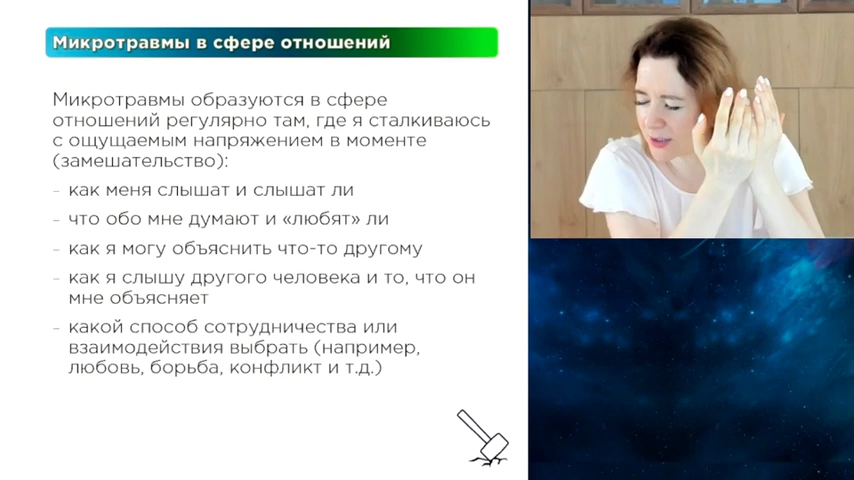 Микротравмы в сфере отношений
Микротравмы образуются в сфере
отношений регулярно там, где я сталкиваюсь
с ощущаемым напряжением в моменте
(замешательство):
- как меня слышат и слышат ли
- что обо мне думают и «любят» ли
- как я могу объяснить что-то другому
- как я слышу другого человека и то, что он
мне объясняет
- какой способ сотрудничества или
взаимодействия выбрать (например,
любовь, борьба, конфликт и т.д.)